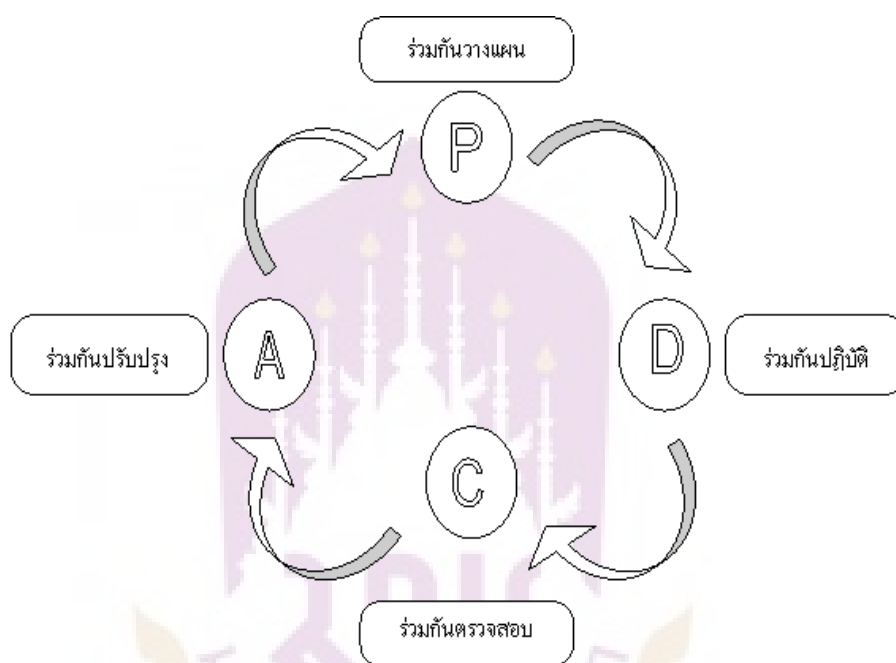 ร่วมกันวางแผน
P
ร่วมกันปรับปรุง
A
D
ร่วมกันปฏิบัติ
C
ร่วมกันตรวจสอบ